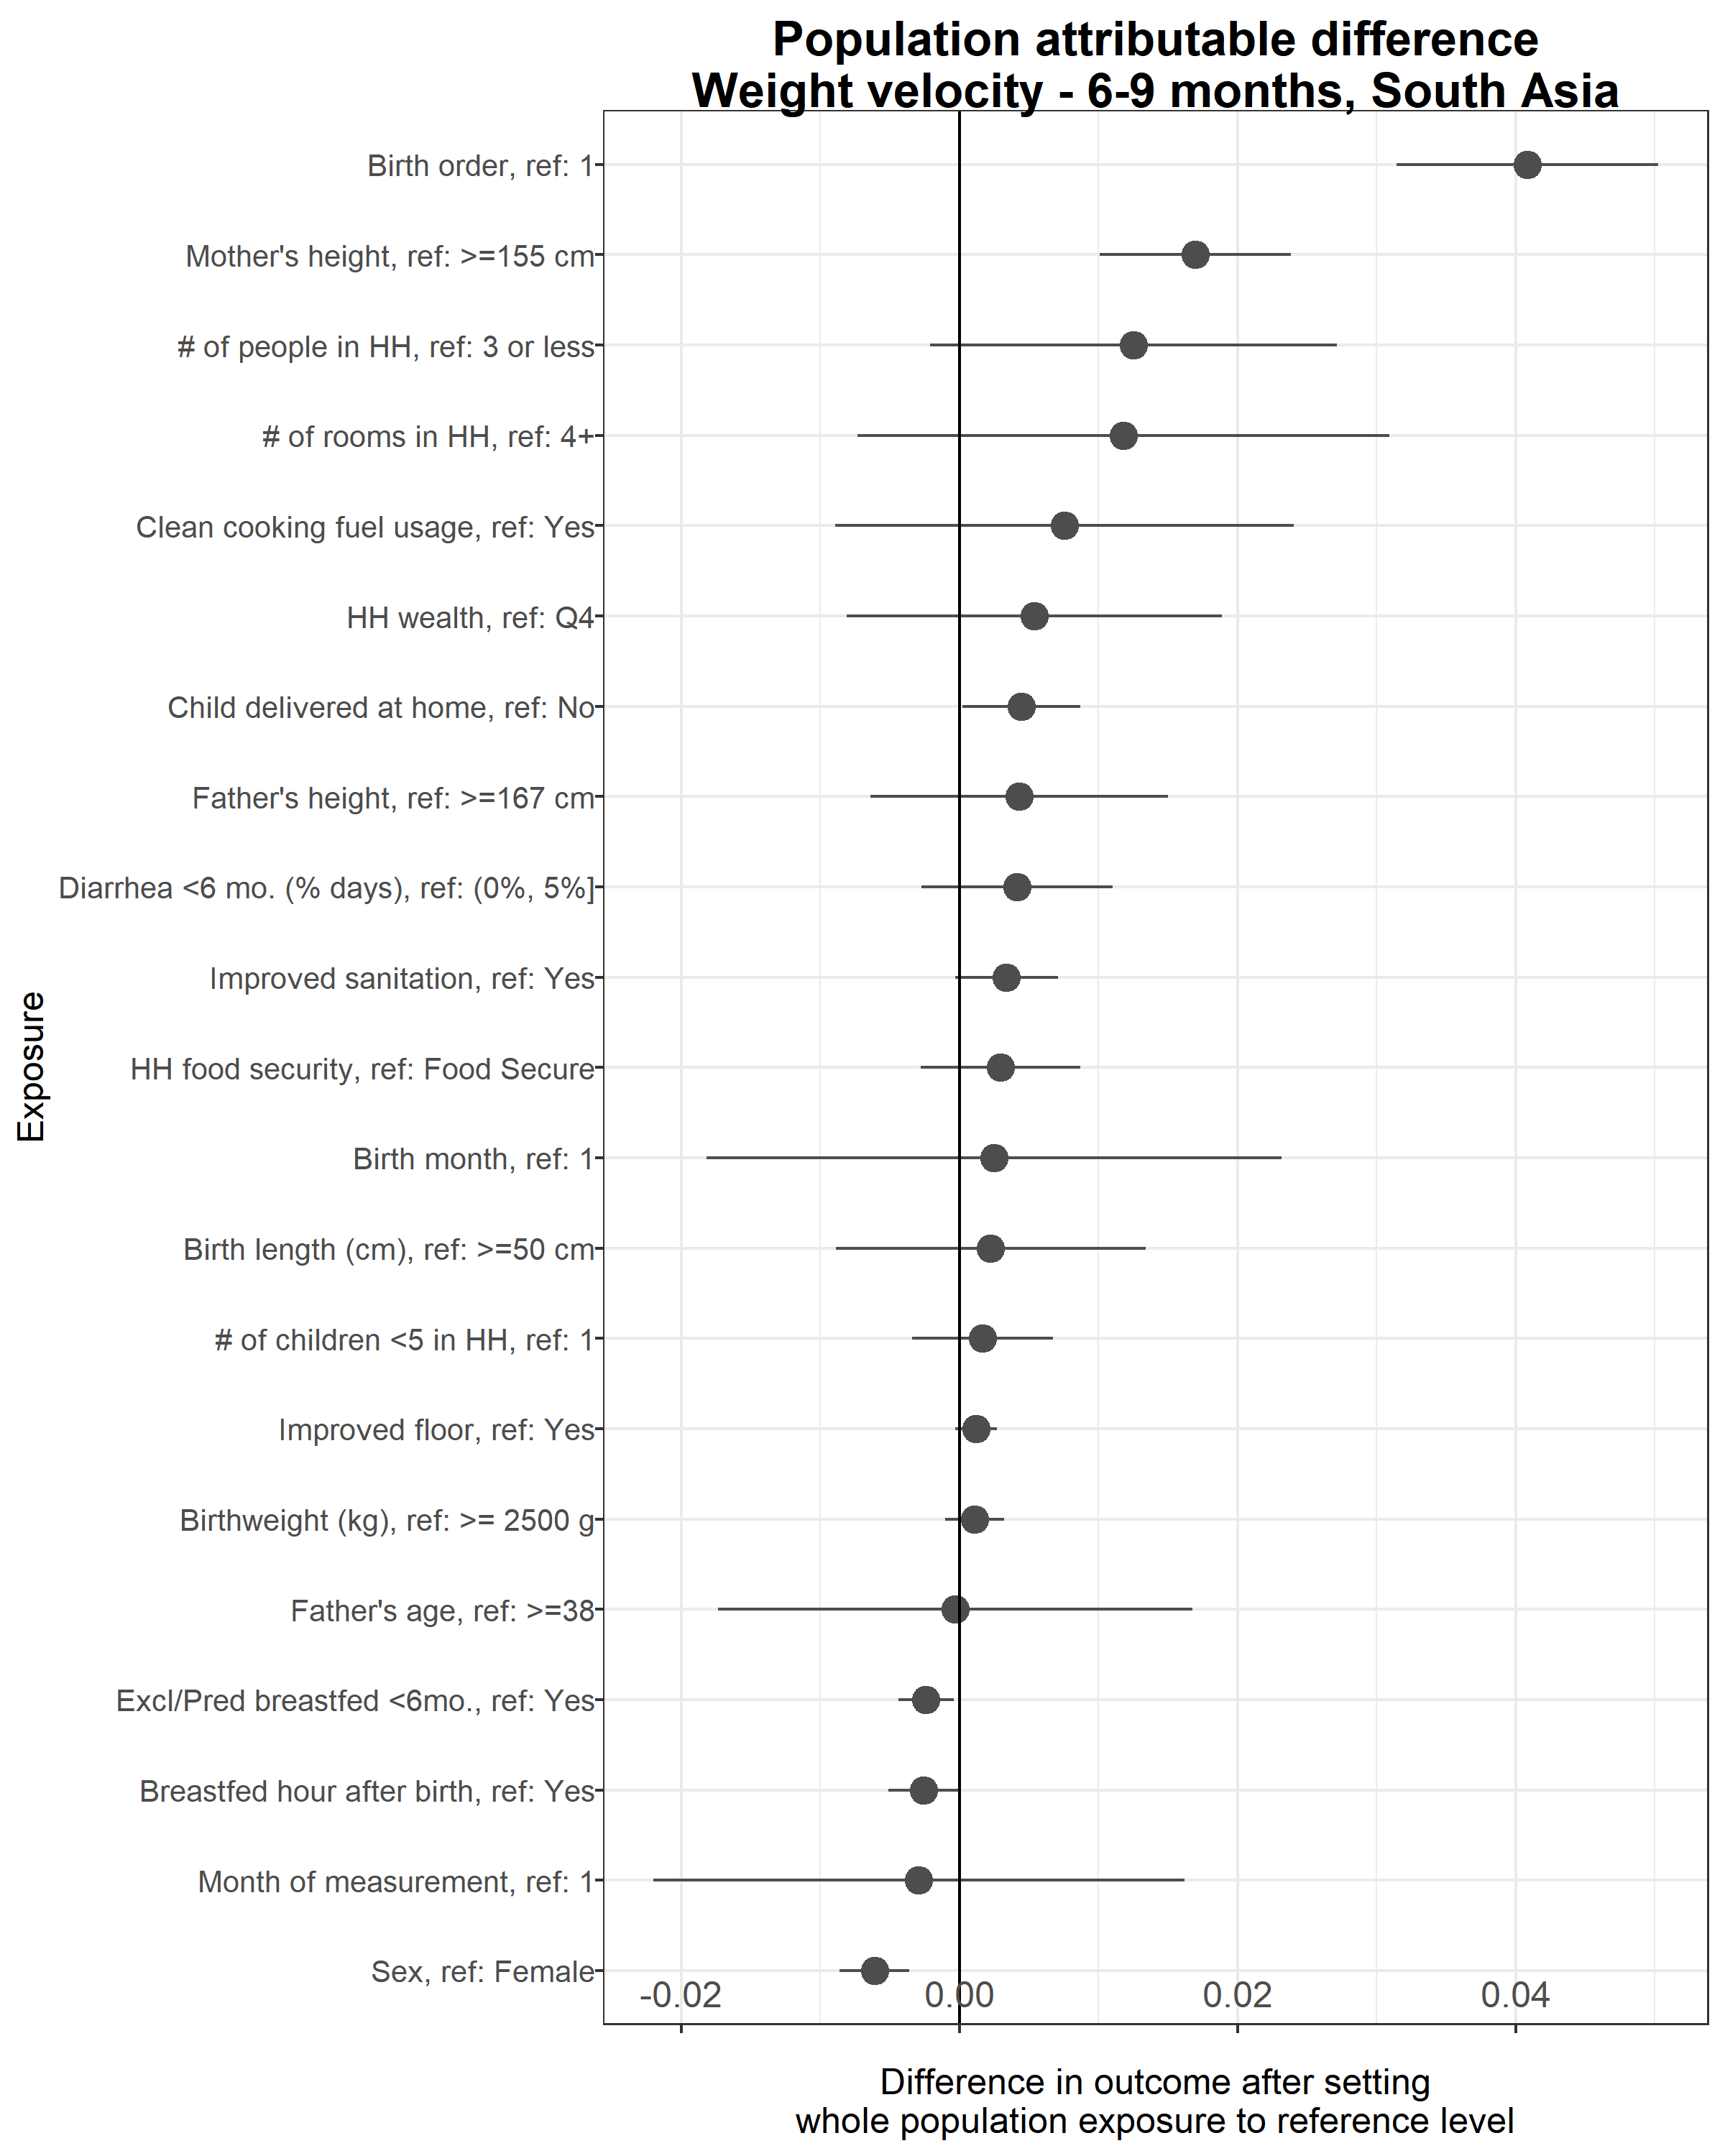 Population attributable difference
Weight velocity - 6-9 months, South Asia
Birth order, ref: 1
Mother's height, ref: >=155 cm
# of people in HH, ref: 3 or less
# of rooms in HH, ref: 4+
Clean cooking fuel usage, ref: Yes
HH wealth, ref: Q4
Child delivered at home, ref: No
Father's height, ref: >=167 cm
Diarrhea <6 mo. (% days), ref: (0%, 5%]
Improved sanitation, ref: Yes
HH food security, ref: Food Secure
Birth month, ref: 1
Birth length (cm), ref: >=50 cm
# of children <5 in HH, ref: 1
Improved floor, ref: Yes
Birthweight (kg), ref: >= 2500 g
Father's age, ref: >=38
Excl/Pred breastfed <6mo., ref: Yes
Breastfed hour after birth, ref: Yes
Month of measurement, ref: 1
Sex, ref: Female
Exposure
-0.02 0.00 0.02 0.04
Difference in outcome after setting
whole population exposure to reference level